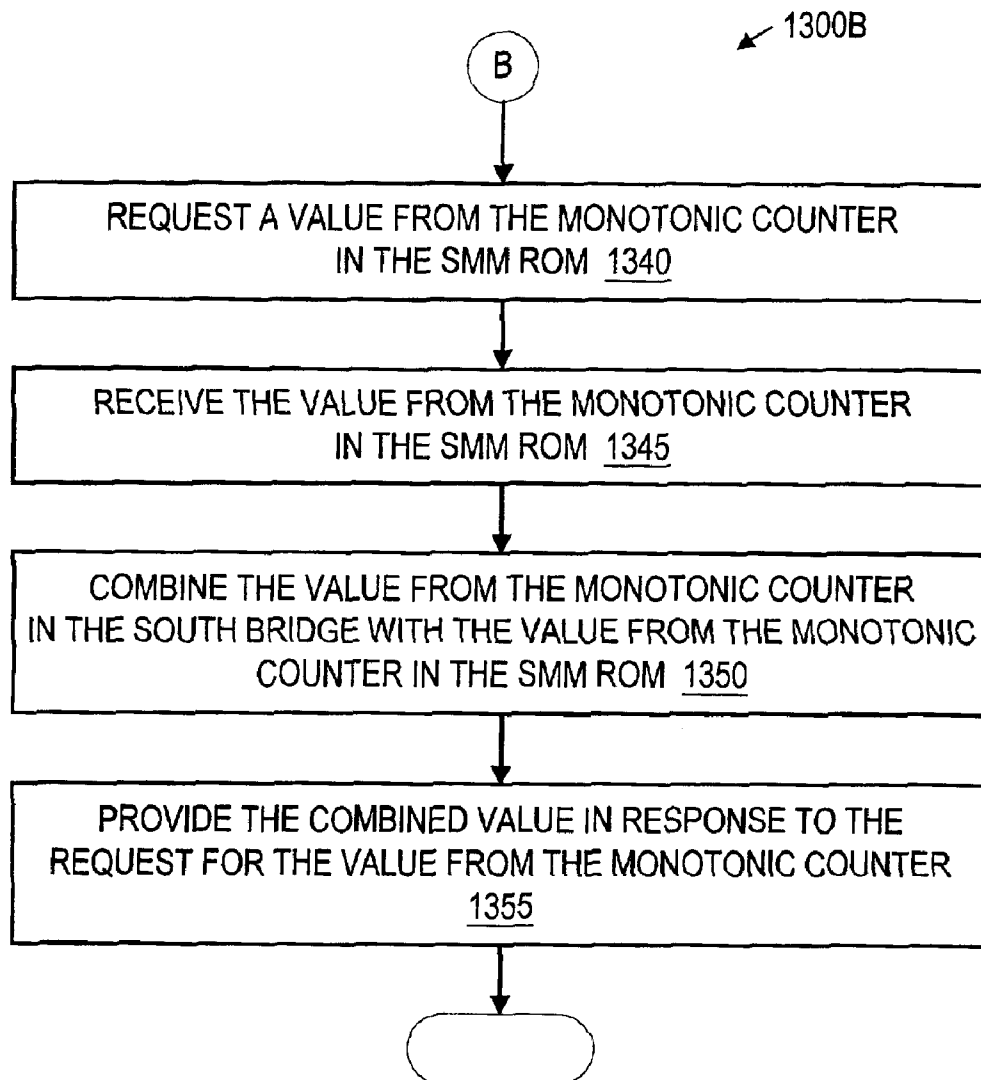 1300B
B
REQUEST A VALUE FROM THE MONOTONIC COUNTER
IN THE SMM ROM 1340
RECEIVE THE VALUE FROM THE MONOTONIC COUNTER
IN THE SMM ROM 1345
COMBINE THE VALUE FROM THE MONOTONIC COUNTER
IN THE SOUTH BRIDGE WITH THE VALUE FROM THE MONOTONIC
COUNTER IN THE SMM ROM 1350
PROVIDE THE COMBINED VALUE IN RESPONSE TO THE
REQUEST FOR THE VALUE FROM THE MONOTONIC COUNTER
1355